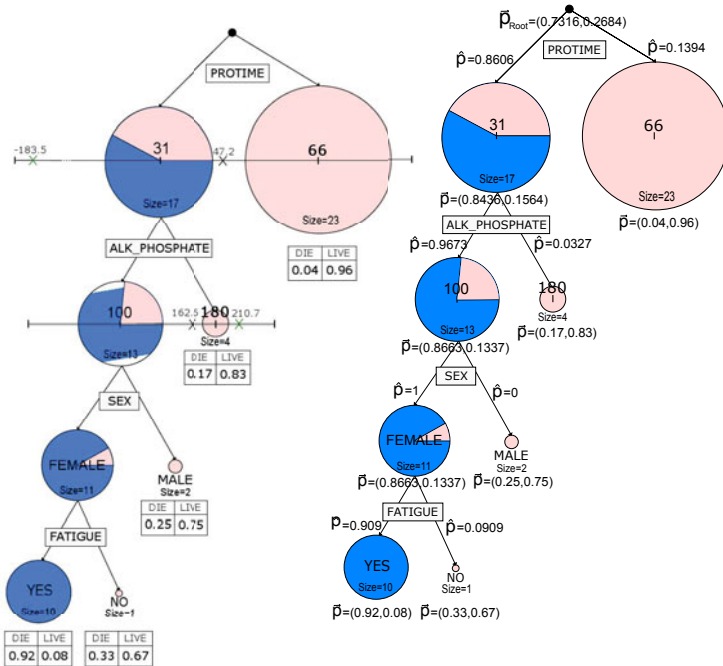 PROTIME
-183.5
31
47.2
66
Size=17
Size=23
DIE LIVE
0.04 0.96
ALK_PHOSPHATE
100
162.5
180
210.7
Size=13
Size=4
DIE LIVE
0.17 0.83
SEX
FEMALE
Size=11
MALE
Size=2
DIE LIVE
0.25 0.75
FATIGUE
YES
Size=10
NO
Size=1
DIE LIVE
0.92 0.08
DIE LIVE
0.33 0.67
p⃗Root=(0.7316,0.2684)
PROTIME
p̂=0.8606
p̂=0.1394
31
66
Size=17
Size=23
p⃗=(0.8436,0.1564)
p⃗=(0.04,0.96)
ALK_PHOSPHATE
p̂=0.9673
p̂=0.0327
100
180
Size=13
Size=4
p⃗=(0.8663,0.1337)
p⃗=(0.17,0.83)
SEX
p̂=1
p̂=0
FEMALE
Size=11
MALE
Size=2
p⃗=(0.8663,0.1337)
p⃗=(0.25,0.75)
FATIGUE
p=0.909
p̂=0.0909
YES
Size=10
NO
Size=1
p⃗=(0.92,0.08)
p⃗=(0.33,0.67)